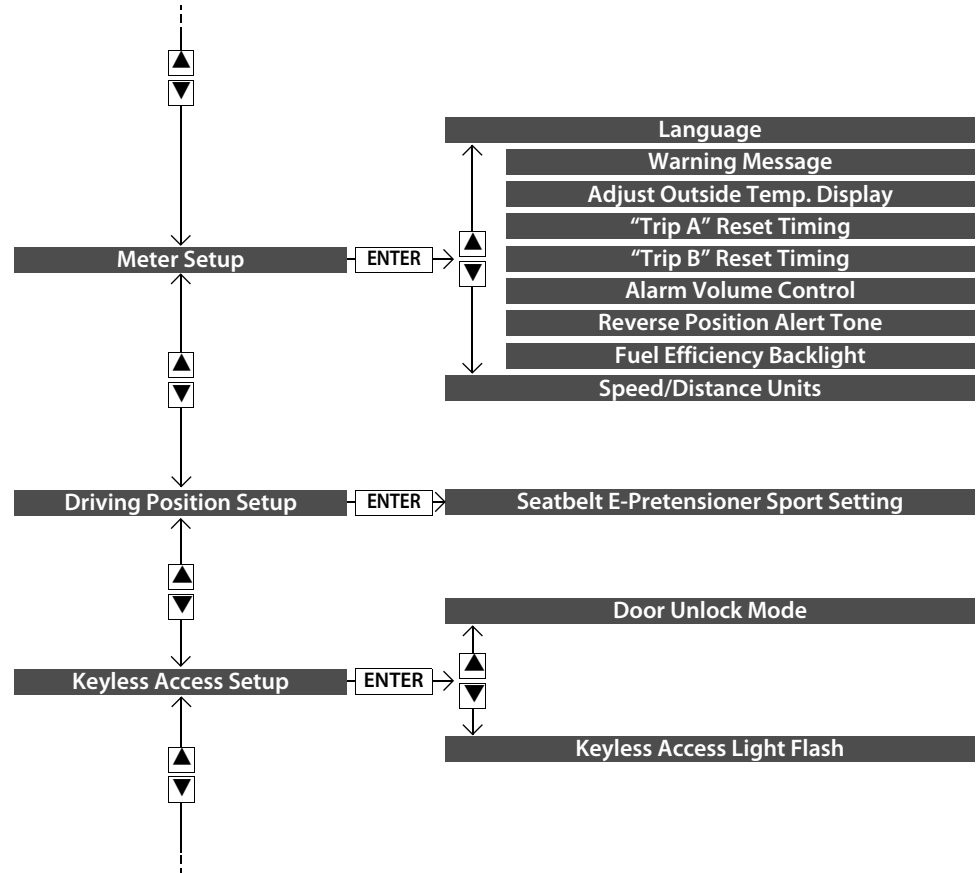 Language
Warning Message
Adjust Outside Temp. Display
“Trip A” Reset Timing
Meter Setup ENTER “Trip B” Reset Timing
Alarm Volume Control
Reverse Position Alert Tone
Fuel Efficiency Backlight
Speed/Distance Units
Driving Position Setup ENTER Seatbelt E-Pretensioner Sport Setting
Door Unlock Mode
Keyless Access Setup ENTER
Keyless Access Light Flash